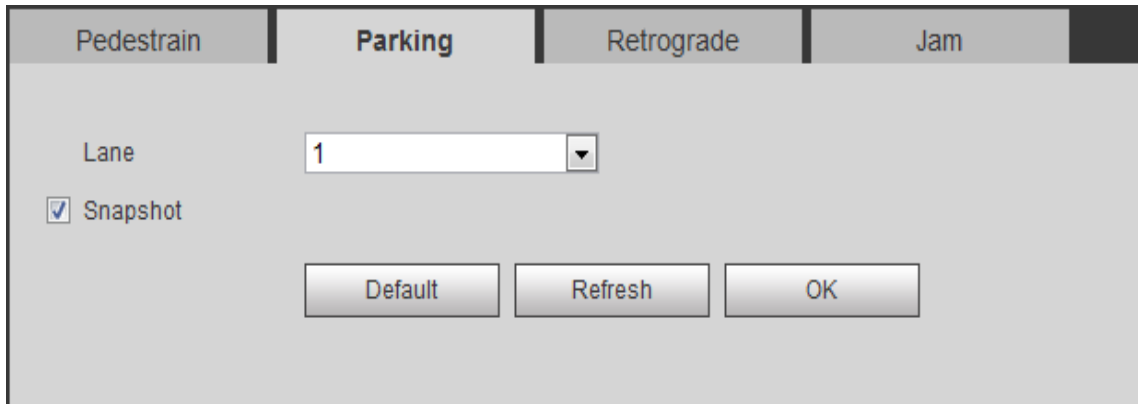 Pedestrain Parking Retrograde Jam
Lane 1
Snapshot
Default Refresh OK